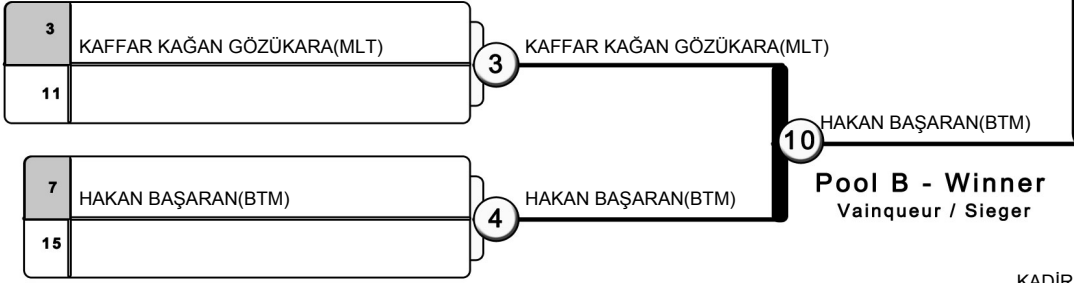 3
KAFFAR KAĞAN GÖZÜKARA(MLT)
11
3
KAFFAR KAĞAN GÖZÜKARA(MLT)
7
HAKAN BAŞARAN(BTM)
15
4
HAKAN BAŞARAN(BTM)
10
HAKAN BAŞARAN(BTM)
Pool B - Winner
Vainqueur / Sieger
KADİR